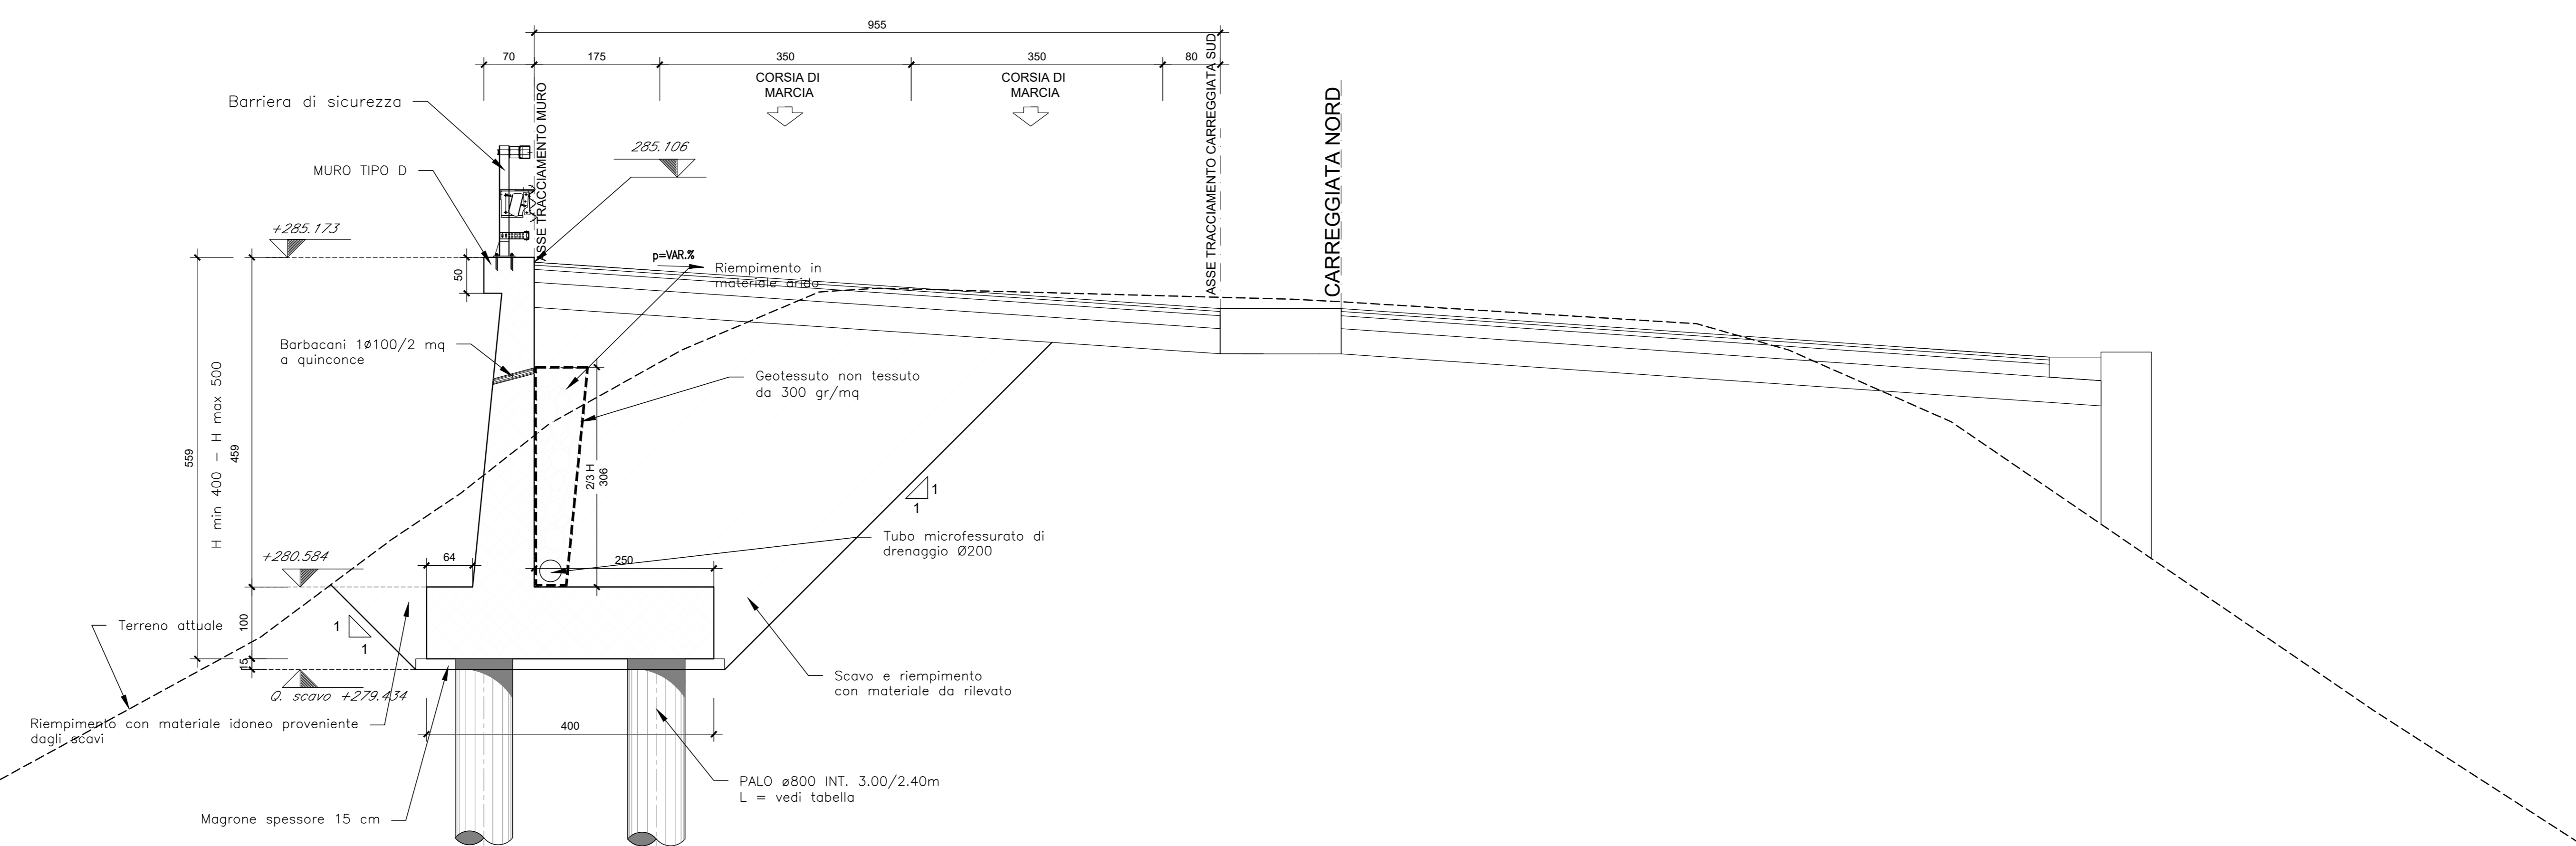 955
70
175
350
350
80
CORSIA DI
MARCIA
CORSIA DI
MARCIA
ASSE TRACCIAMENTO MURO
ASSE TRACCIAMENTO CARREGGIATA SUD
CARREGGIATA NORD
Barriera di sicurezza
285.106
MURO TIPO D
+285.173
50
p=VAR.%
Riempimento in
materiale arido
Barbacani 1ø100/2 mq
a quinconce
Geotessuto non tessuto
da 300 gr/mq
559
H min 400 – H max 500
459
2/3 H
306
1
1
Tubo microfessurato di
drenaggio Ø200
+280.584
64
250
Terreno attuale
100
1
1
15
Q. scavo +279.434
Scavo e riempimento
con materiale da rilevato
Riempimento con materiale idoneo proveniente
dagli scavi
400
PALO ø800 INT. 3.00/2.40m
L = vedi tabella
Magrone spessore 15 cm